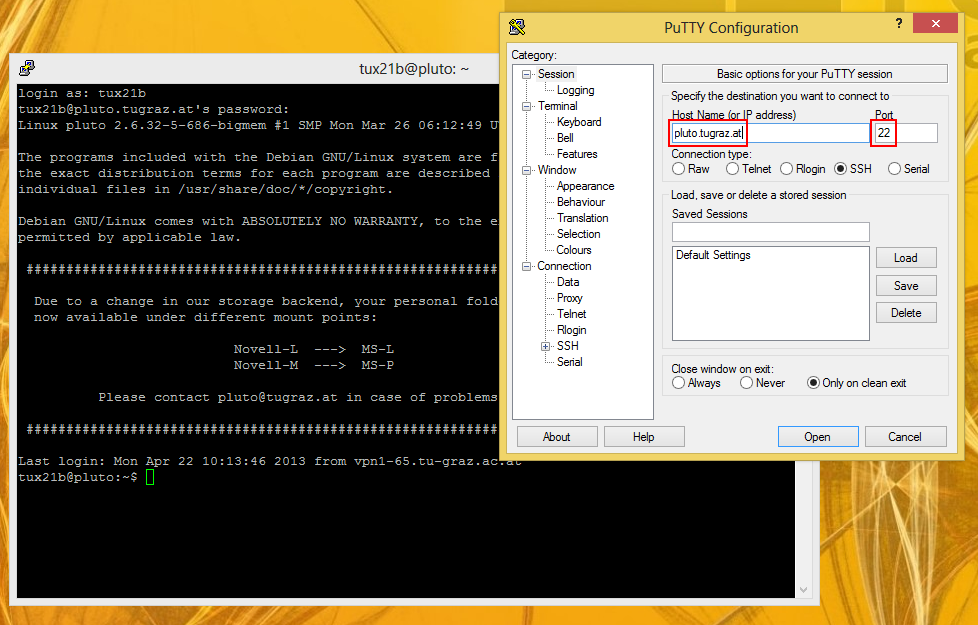 tux21b@pluto: ~
login as: tux21b
tux21b@pluto.tugraz.at's password:
Linux pluto 2.6.32-5-686-bigmem #1 SMP Mon Mar 26 06:12:49
The programs included with the Debian GNU/Linux system are
the exact distribution terms for each program are described
individual files in /usr/share/doc/*/copyright.
Debian GNU/Linux comes with ABSOLUTELY NO WARRANTY, to the
permitted by applicable law.
############################################################
Due to a change in our storage backend, your personal
now available under different mount points:
Novell-L ---> MS-L
Novell-M ---> MS-P
Please contact pluto@tugraz.at in case of problems
############################################################
Last login: Mon Apr 22 10:13:46 2013 from vpn1-65.tu-graz.ac.at
tux21b@pluto:~$
PuTTY Configuration
?
Category:
Session
Logging
Terminal
Keyboard
Bell
Features
Window
Appearance
Behaviour
Translation
Selection
Colours
Connection
Data
Proxy
Telnet
Rlogin
SSH
Serial
Basic options for your PuTTY session
Specify the destination you want to connect to
Host Name (or IP address) Port
pluto.tugraz.at 22
Connection type:
Raw Telnet Rlogin SSH Serial
Load, save or delete a stored session
Saved Sessions
Default Settings
Load
Save
Delete
Close window on exit:
Always Never Only on clean exit
About Help Open Cancel